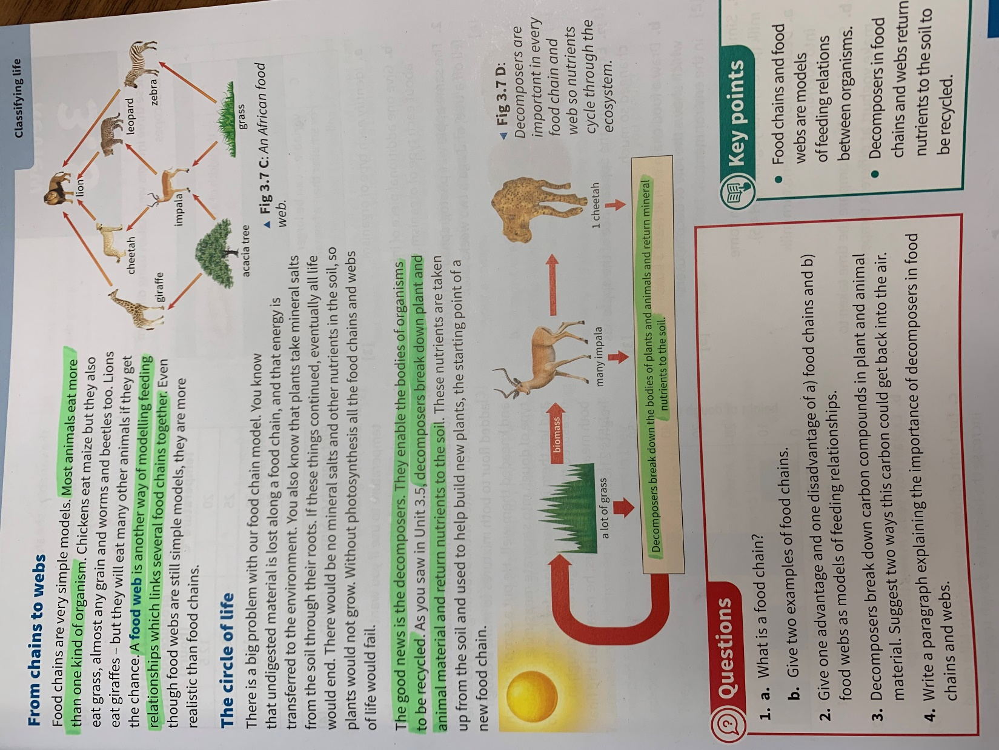 Classifying life
From chains to webs
Food chains are very simple models. Most animals eat more
than one kind of organism. Chickens eat maize but they also
eat grass, almost any grain and worms and beetles too. Lions
eat giraffes – but they will eat many other animals if they get
the chance. A food web is another way of modelling feeding
relationships which links several food chains together. Even
though food webs are still simple models, they are more
realistic than food chains.
lion
leopard
zebra
cheetah
impala
giraffe
grass
acacia tree
▲ Fig 3.7 C: An African food
web.
The circle of life
There is a big problem with our food chain model. You know
that undigested material is lost along a food chain, and that energy is
transferred to the environment. You also know that plants take mineral salts
from the soil through their roots. If these things continued, eventually all life
would end. There would be no mineral salts and other nutrients in the soil, so
plants would not grow. Without photosynthesis all the food chains and webs
of life would fail.
The good news is the decomposers. They enable the bodies of organisms
to be recycled. As you saw in Unit 3.5, decomposers break down plant and
animal material and return nutrients to the soil. These nutrients are taken
up from the soil and used to help build new plants, the starting point of a
new food chain.
biomass
a lot of grass
many impala
1 cheetah
Decomposers break down the bodies of plants and animals and return mineral
nutrients to the soil.
◄ Fig 3.7 D:
Decomposers are
important in every
food chain and
web so nutrients
cycle through the
ecosystem.
Questions
1. a. What is a food chain?
b. Give two examples of food chains.
2. Give one advantage and one disadvantage of a) food chains and b)
food webs as models of feeding relationships.
3. Decomposers break down carbon compounds in plant and animal
material. Suggest two ways this carbon could get back into the air.
4. Write a paragraph explaining the importance of decomposers in food
chains and webs.
Key points
• Food chains and food
webs are models
of feeding relations
between organisms.
• Decomposers in food
chains and webs return
nutrients to the soil to
be recycled.